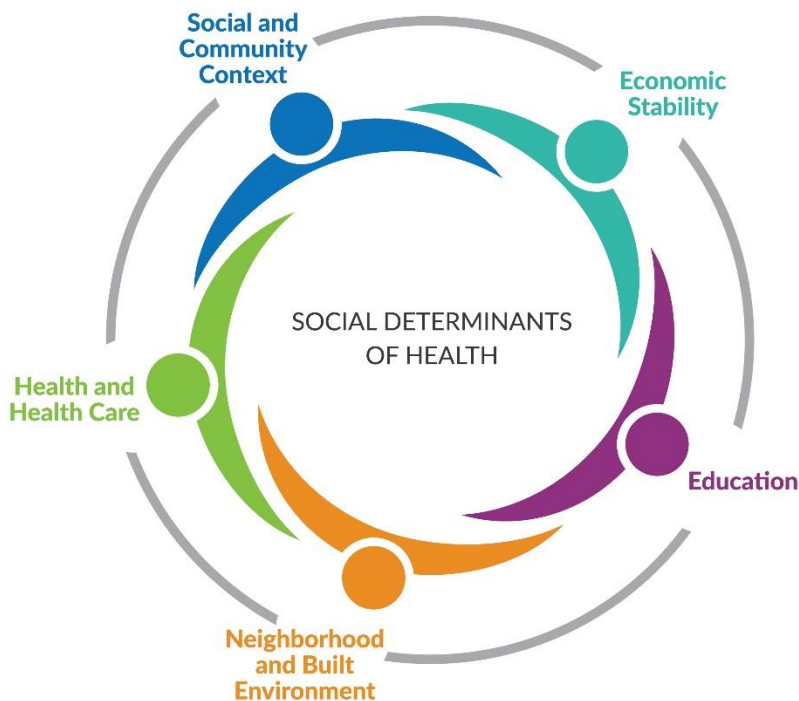 Social and
Community
Context
Economic
Stability
SOCIAL DETERMINANTS
OF HEALTH
Health and
Health Care
Education
Neighborhood
and Built
Environment